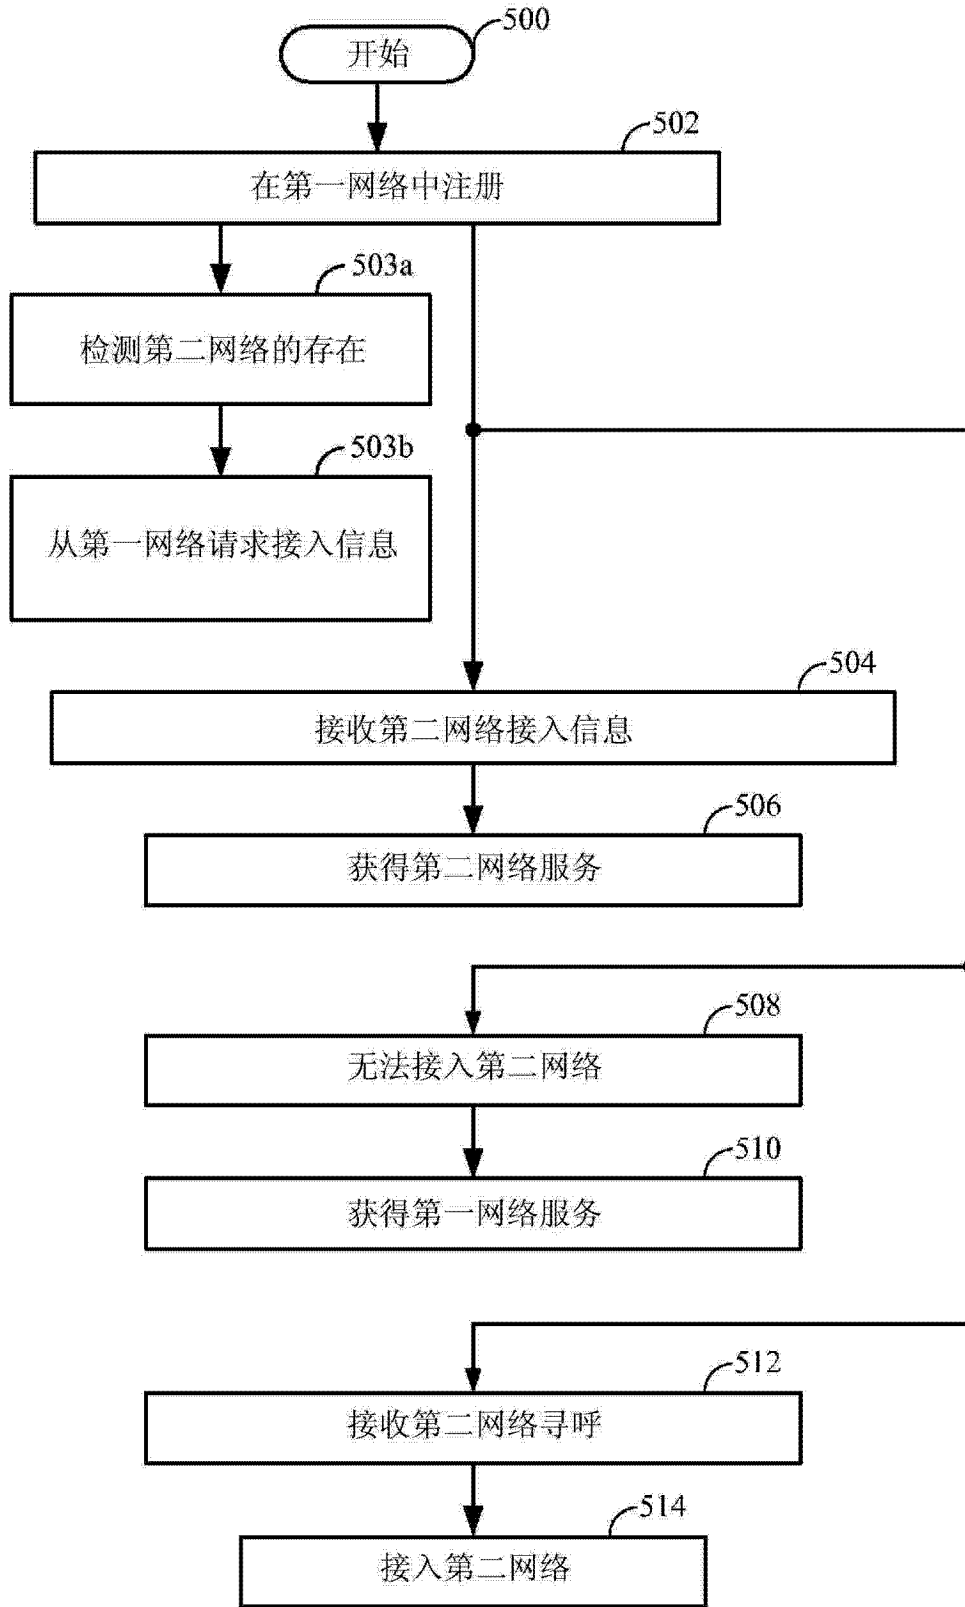 500
开始
502
在第一网络中注册
503a
检测第二网络的存在
503b
从第一网络请求接入信息
504
接收第二网络接入信息
506
获得第二网络服务
508
无法接入第二网络
510
获得第一网络服务
512
接收第二网络寻呼
514
接入第二网络